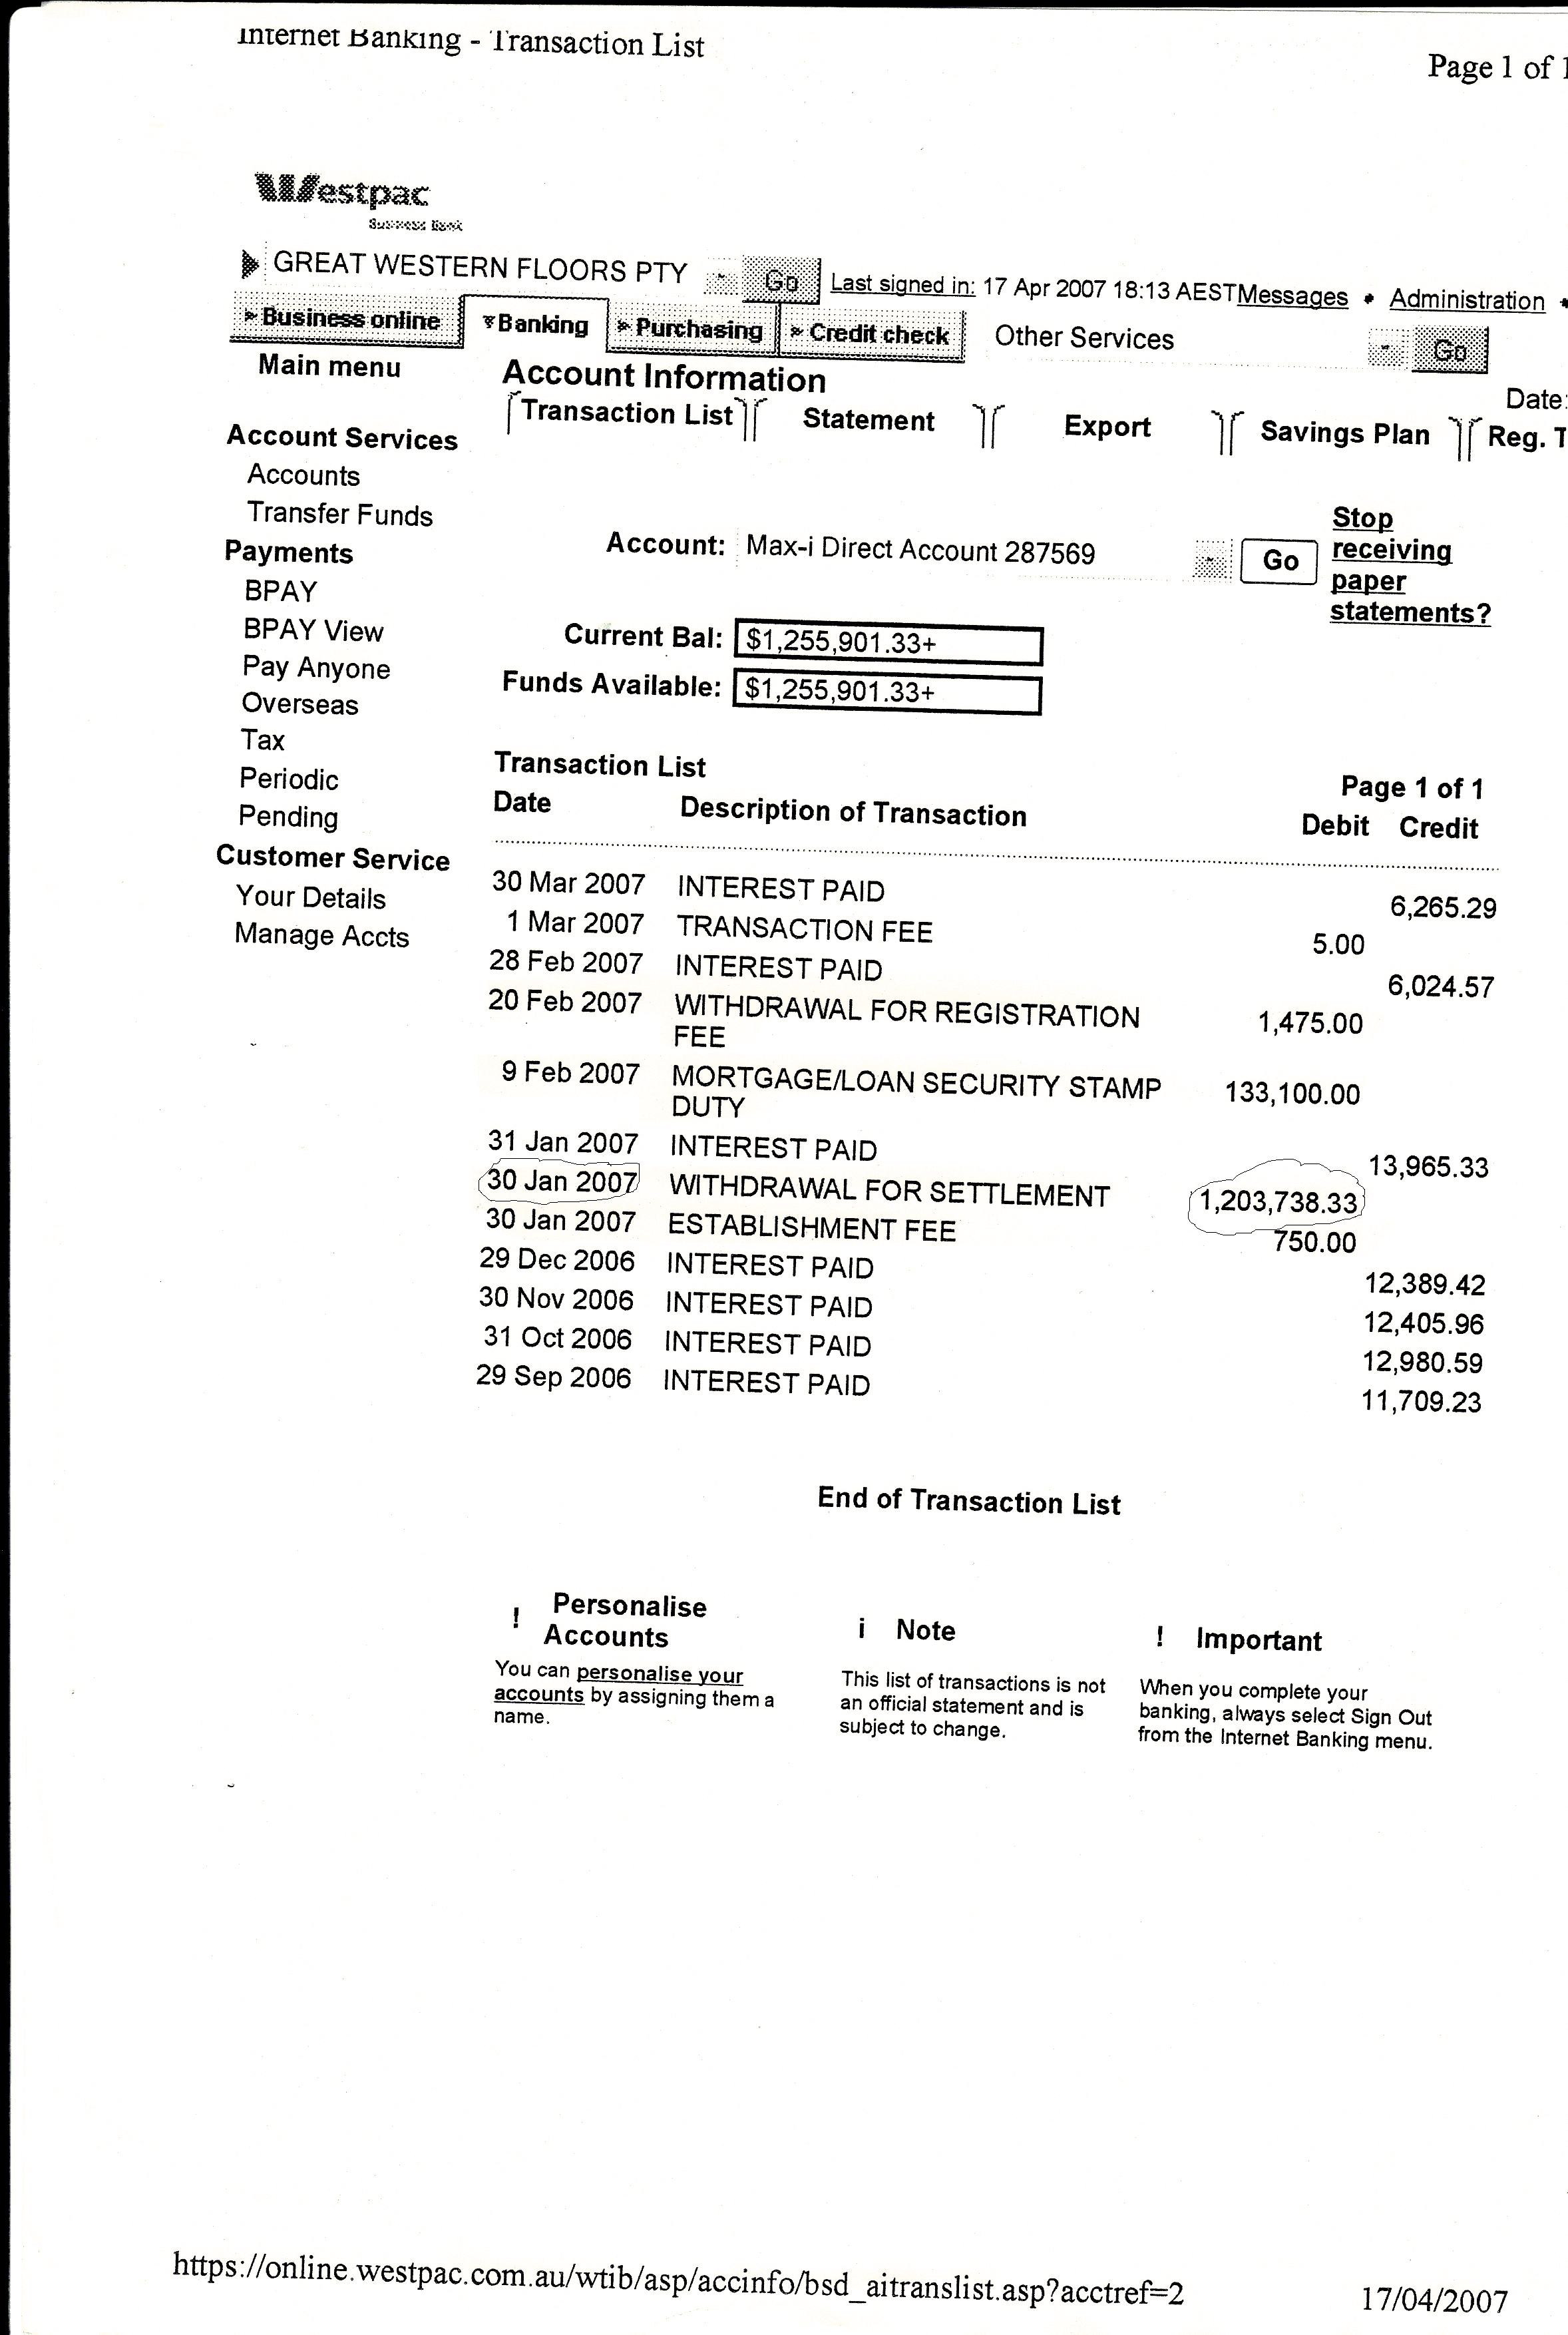 Internet Banking - Transaction List
Page 1 of 1
Westpac
Business Bank
GREAT WESTERN FLOORS PTY Go Last signed in: 17 Apr 2007 18:13 AEST Messages • Administration •
Business online Banking Purchasing Credit check Other Services Go
Main menu
Account Information
Date:
Transaction List Statement Export Savings Plan Reg. T
Account Services
Accounts
Transfer Funds
Payments
BPAY
BPAY View
Pay Anyone
Overseas
Tax
Periodic
Pending
Customer Service
Your Details
Manage Accts
Account: Max-i Direct Account 287569 Go
Stop
receiving
paper
statements?
Current Bal: $1,255,901.33+
Funds Available: $1,255,901.33+
Transaction List
Page 1 of 1
Date Description of Transaction Debit Credit
30 Mar 2007 INTEREST PAID 6,265.29
1 Mar 2007 TRANSACTION FEE 5.00
28 Feb 2007 INTEREST PAID 6,024.57
20 Feb 2007 WITHDRAWAL FOR REGISTRATION 1,475.00
FEE
9 Feb 2007 MORTGAGE/LOAN SECURITY STAMP 133,100.00
DUTY
31 Jan 2007 INTEREST PAID 13,965.33
30 Jan 2007 WITHDRAWAL FOR SETTLEMENT 1,203,738.33
30 Jan 2007 ESTABLISHMENT FEE 750.00
29 Dec 2006 INTEREST PAID 12,389.42
30 Nov 2006 INTEREST PAID 12,405.96
31 Oct 2006 INTEREST PAID 12,980.59
29 Sep 2006 INTEREST PAID 11,709.23
End of Transaction List
! Personalise
Accounts
You can personalise your
accounts by assigning them a
name.
i Note
This list of transactions is not
an official statement and is
subject to change.
! Important
When you complete your
banking, always select Sign Out
from the Internet Banking menu.
https://online.westpac.com.au/wtib/asp/accinfo/bsd_aitranslist.asp?acctref=2
17/04/2007